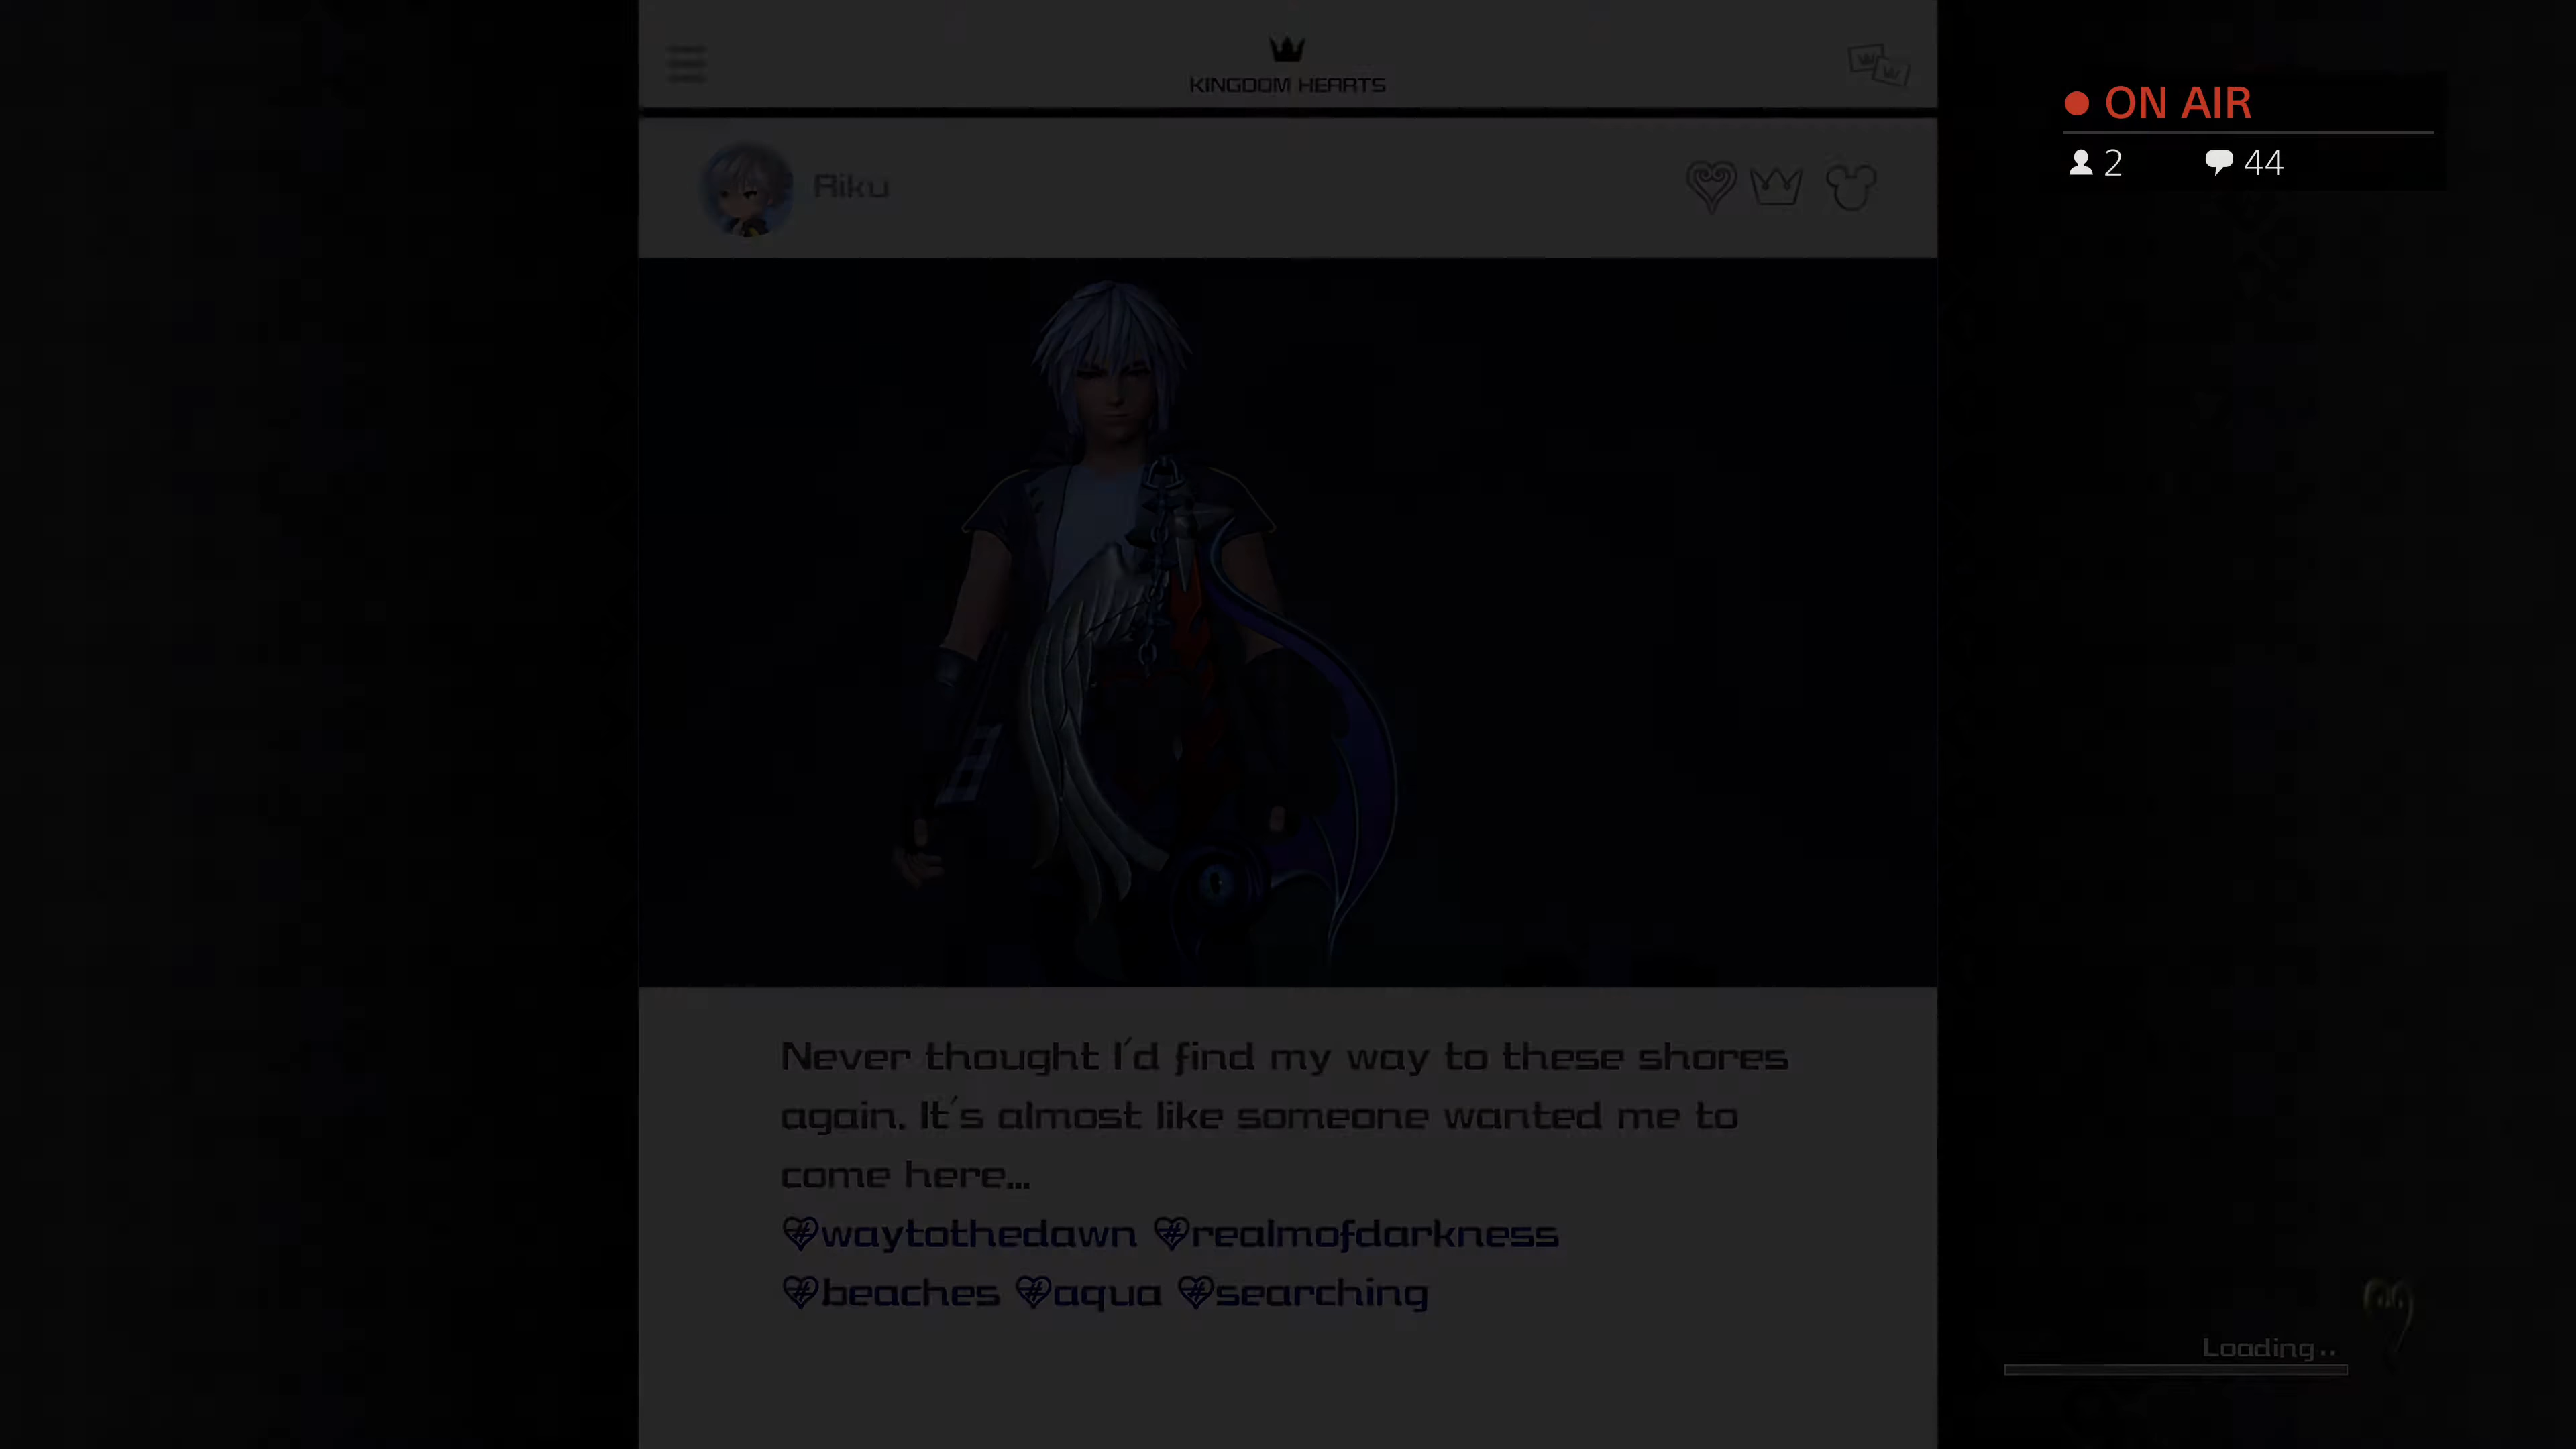 KINGDOM HEARTS
ON AIR
2 44
Riku
Never thought I'd find my way to these shores
again. It's almost like someone wanted me to
come here...
#waytothedawn #realmofdarkness
#beaches #aqua #searching
Loading..